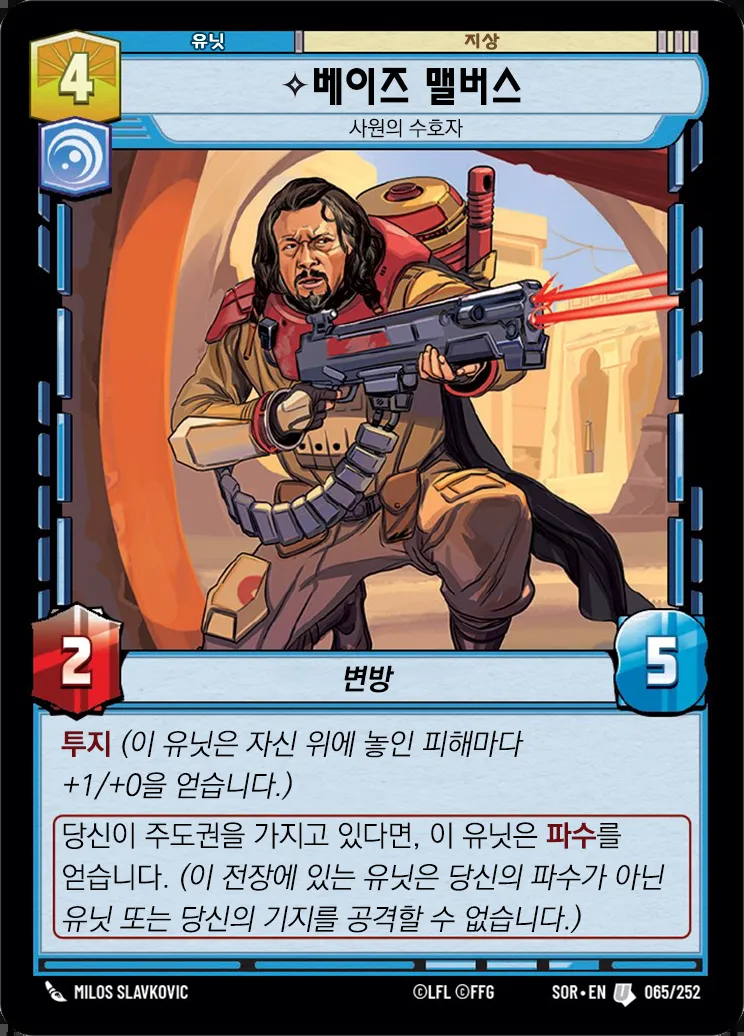 유닛
지상
4
✧베이즈 맬버스
사원의 수호자
2
변방
5
투지 (이 유닛은 자신 위에 놓인 피해마다
+1/+0을 얻습니다.)
당신이 주도권을 가지고 있다면, 이 유닛은 파수를
얻습니다. (이 전장에 있는 유닛은 당신의 파수가 아닌
유닛 또는 당신의 기지를 공격할 수 없습니다.)
MILOS SLAVKOVIC
©LFL ©FFG
SOR • EN U 065/252